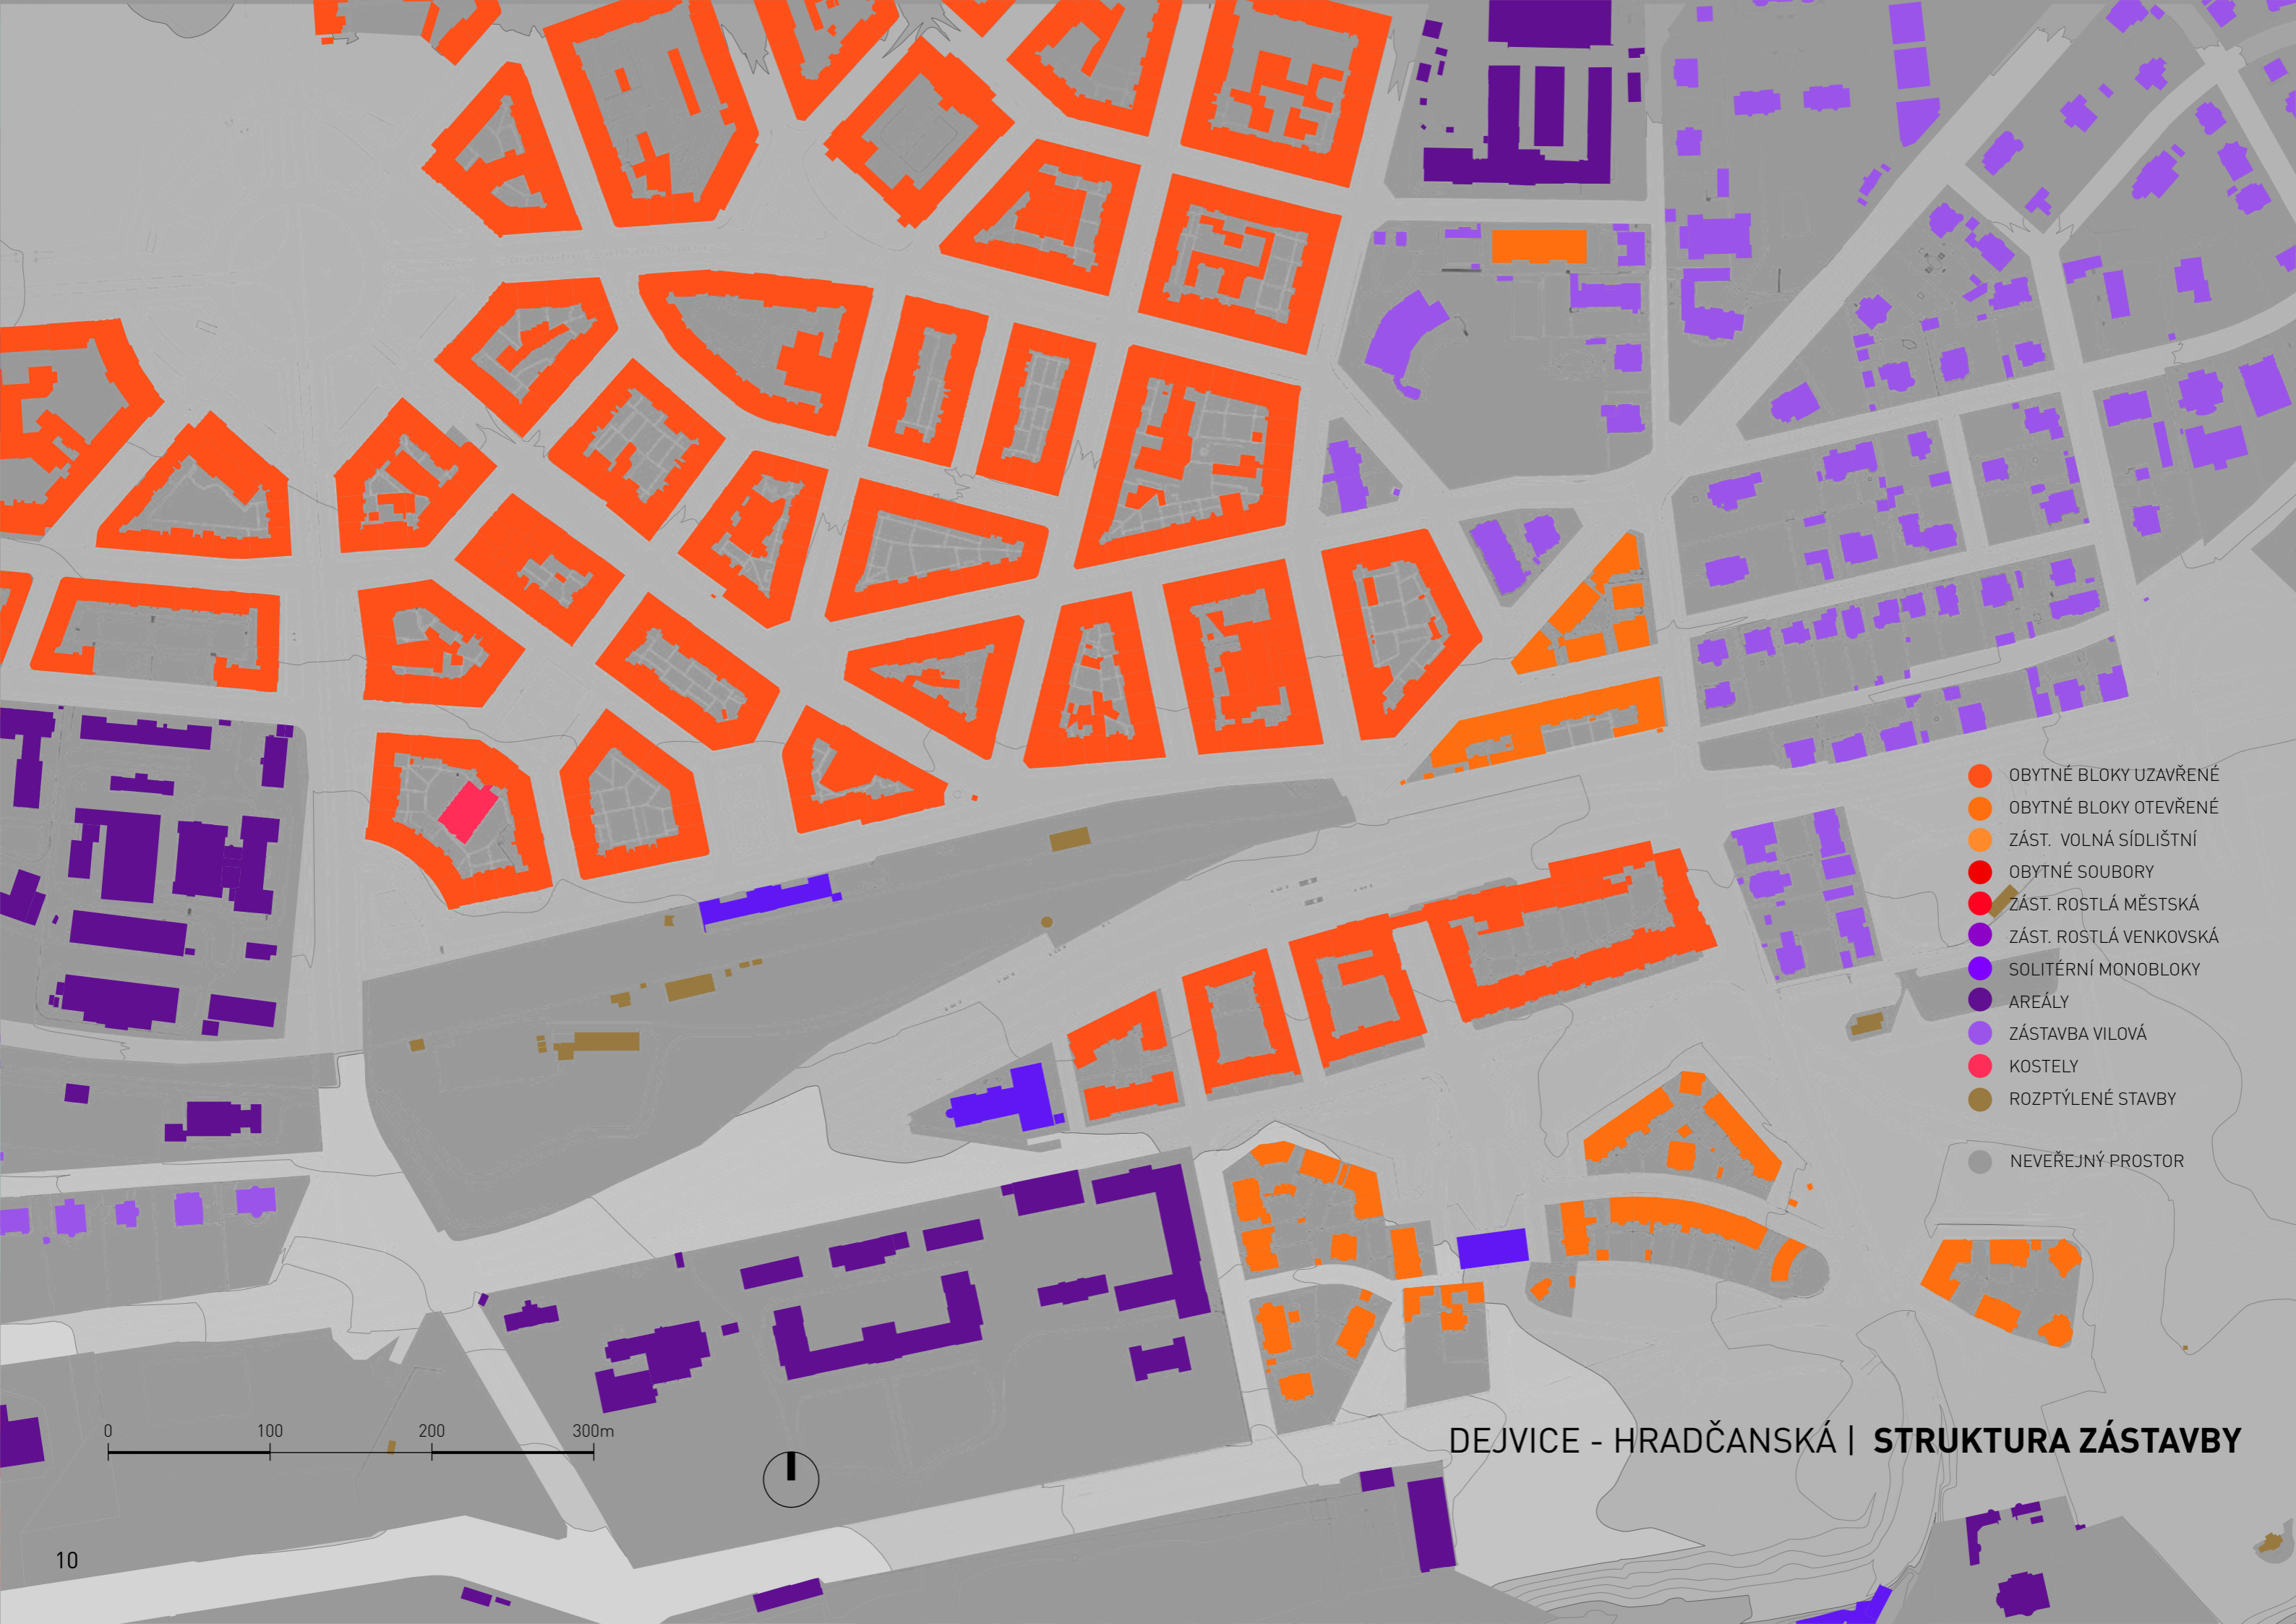 OBYTNÉ BLOKY UZAVŘENÉ
OBYTNÉ BLOKY OTEVŘENÉ
ZÁST.  VOLNÁ SÍDLIŠTNÍ
OBYTNÉ SOUBORY
ZÁST. ROSTLÁ MĚSTSKÁ
ZÁST. ROSTLÁ VENKOVSKÁ
SOLITÉRNÍ MONOBLOKY
AREÁLY
ZÁSTAVBA VILOVÁ
KOSTELY
ROZPTÝLENÉ STAVBY
NEVEŘEJNÝ PROSTOR
0 100 200 300m
DEJVICE - HRADČANSKÁ | STRUKTURA ZÁSTAVBY
10